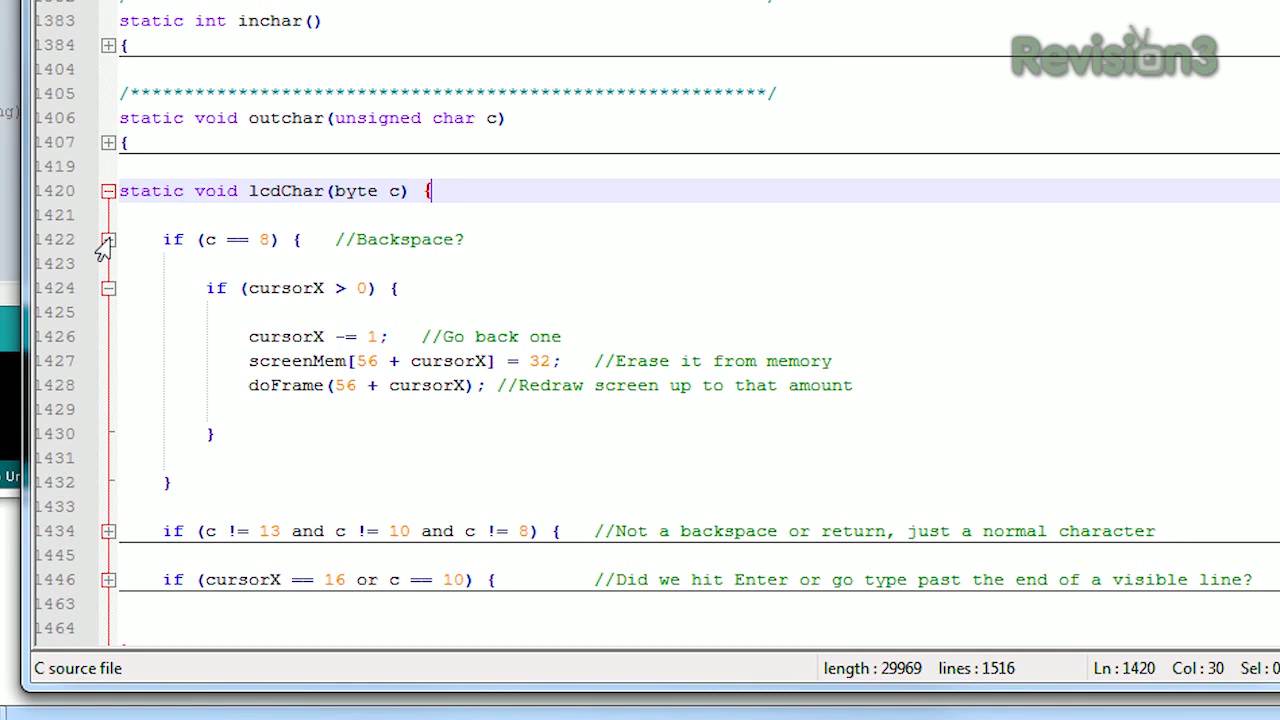 1383 static int inchar()
1384 {
1404
1405 /***********************************************************/
1406 static void outchar(unsigned char c)
1407 {
1419
1420 static void lcdChar(byte c) {
1421
1422 if (c == 8) { //Backspace?
1423
1424 if (cursorX > 0) {
1425
1426 cursorX -= 1; //Go back one
1427 screenMem[56 + cursorX] = 32; //Erase it from memory
1428 doFrame(56 + cursorX); //Redraw screen up to that amount
1429
1430 }
1431
1432 }
1433
1434 if (c != 13 and c != 10 and c != 8) { //Not a backspace or return, just a normal character
1445
1446 if (cursorX == 16 or c == 10) { //Did we hit Enter or go type past the end of a visible line?
1463
1464
C source file length : 29969 lines : 1516 Ln : 1420 Col : 30 Sel : 0
Revision3
ng)
Ur